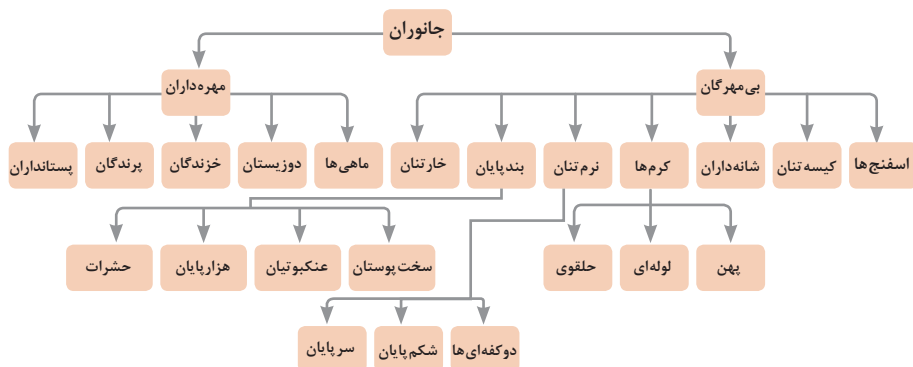 جانوران
بی‌مهرگان
مهره‌داران
اسفنج‌ها
کیسه‌تنان
شانه‌داران
کرم‌ها
نرم‌تنان
بندپایان
خارتنان
ماهی‌ها
دوزیستان
خزندگان
پرندگان
پستانداران
پهن
لوله‌ای
حلقوی
سخت‌پوستان
عنکبوتیان
هزارپایان
حشرات
دوکفه‌ای‌ها
شکم‌پایان
سرپایان